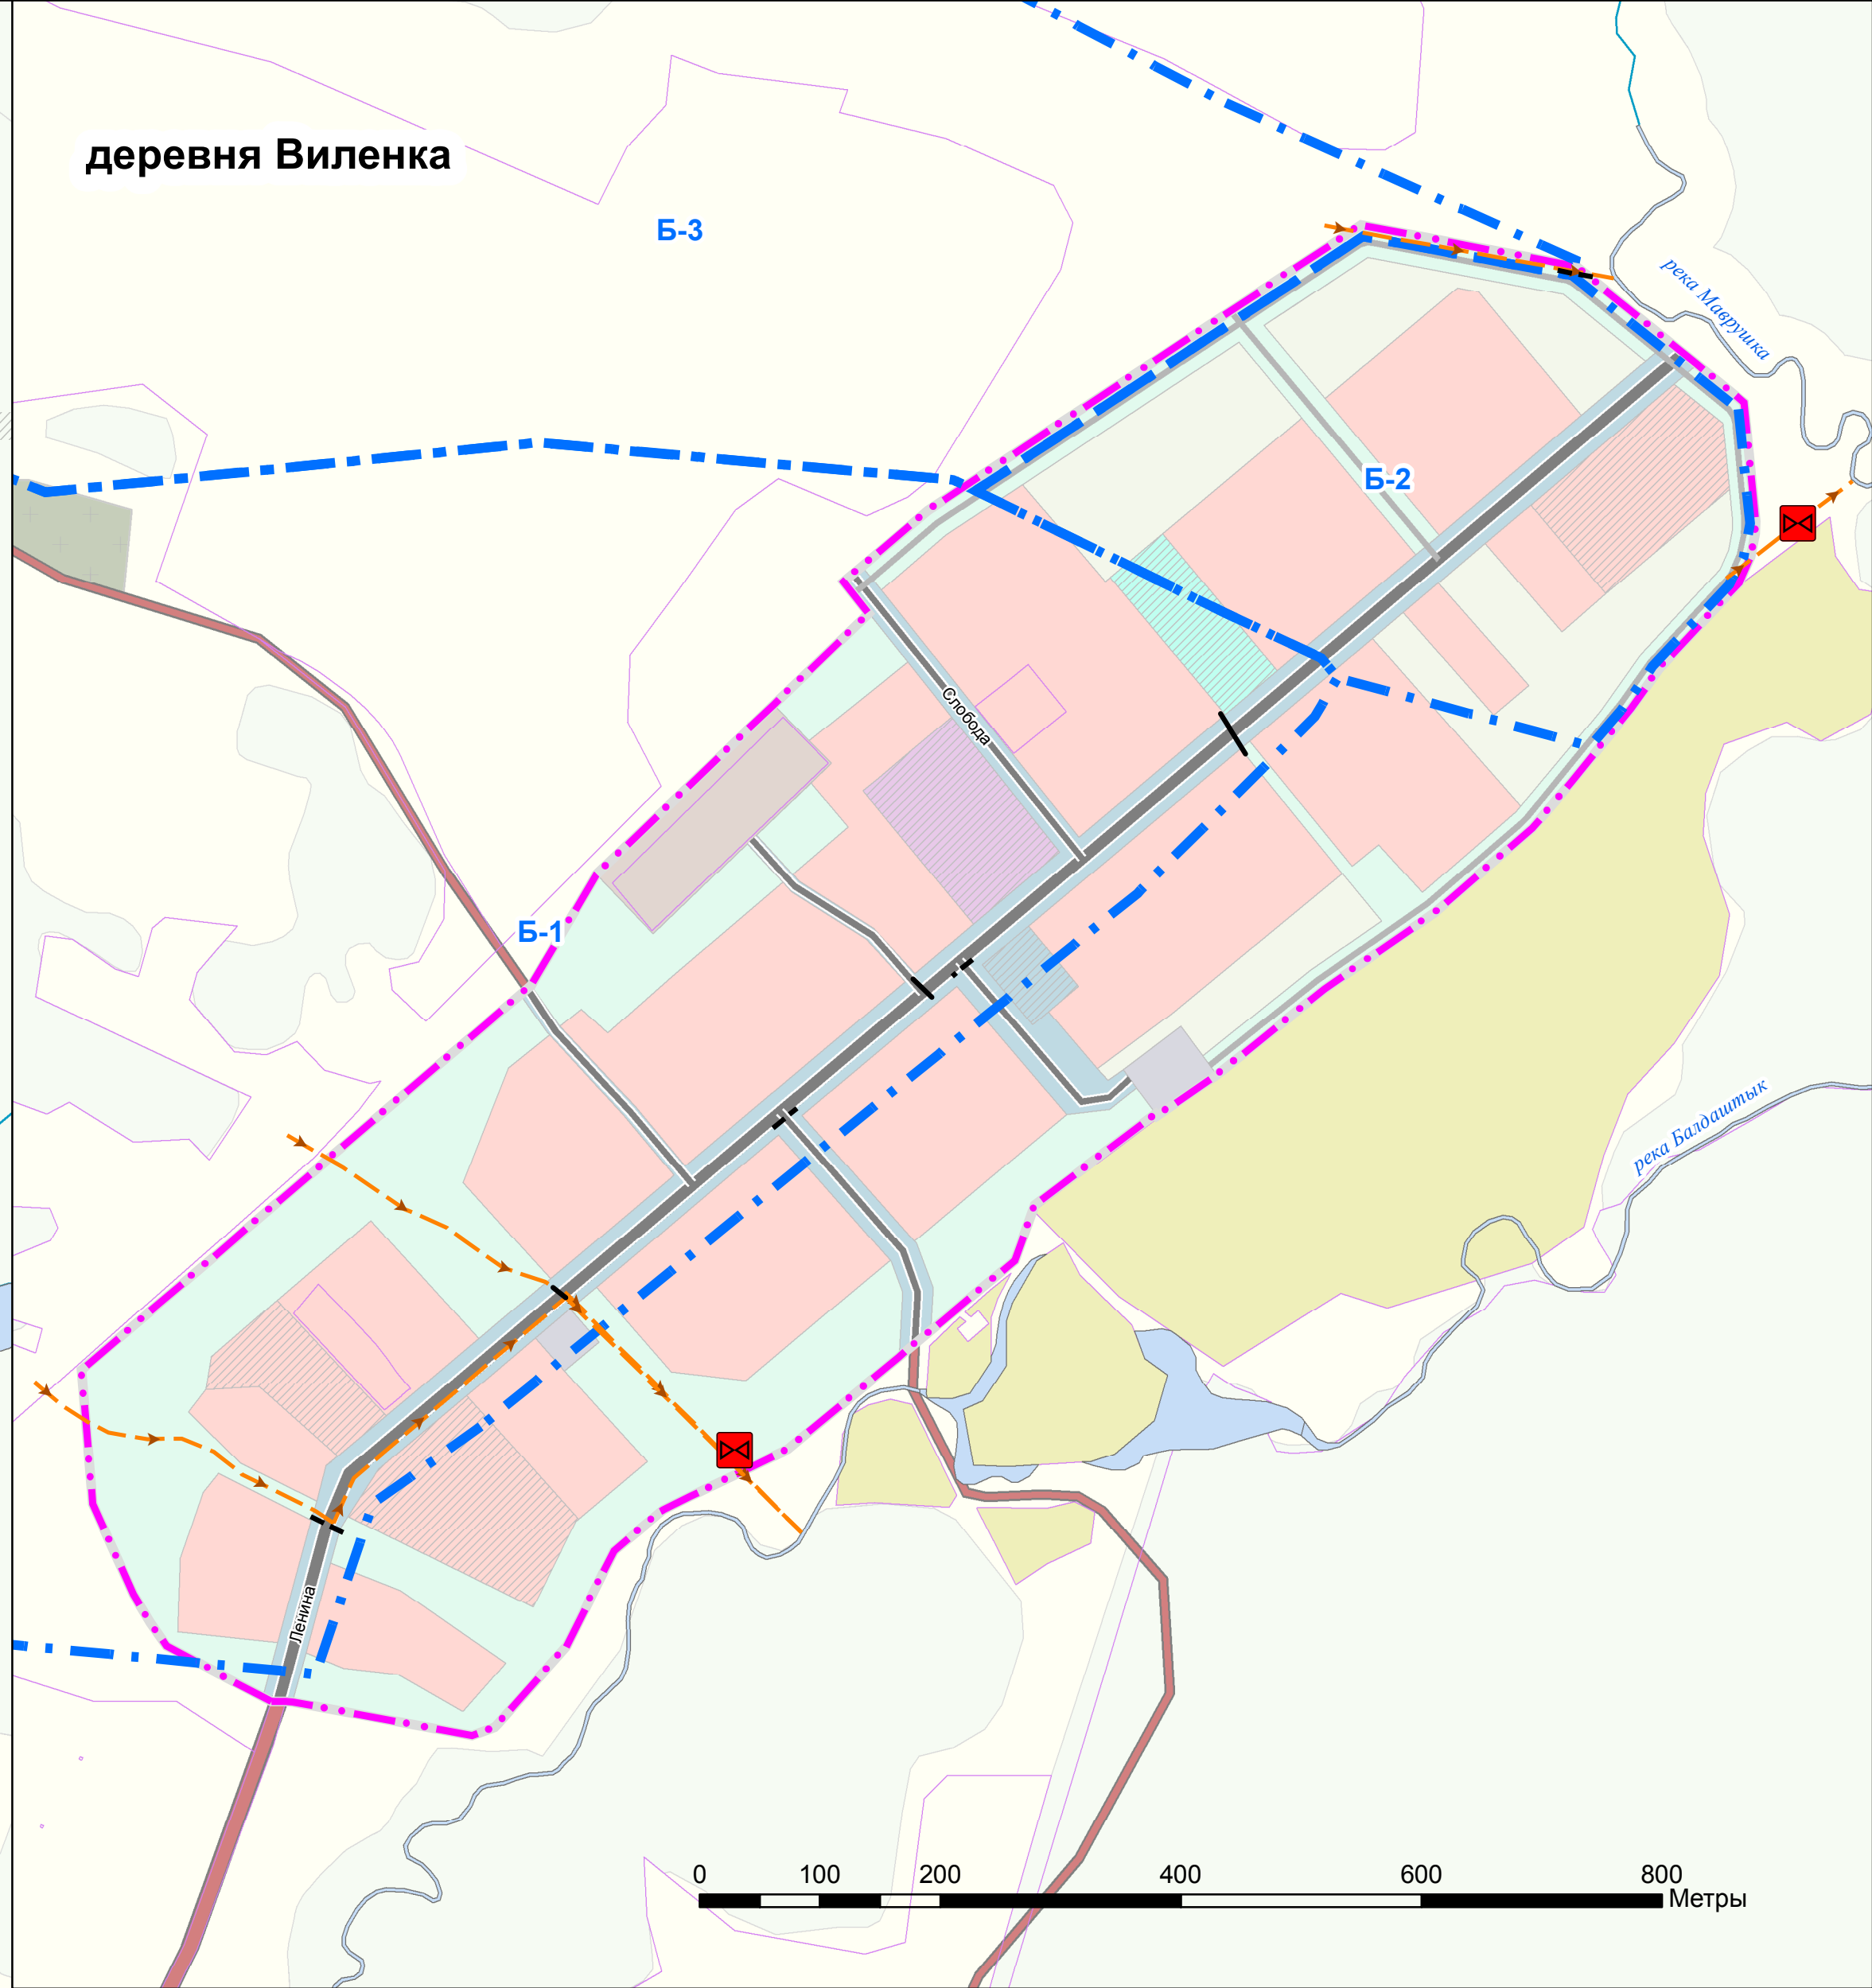 деревня Виленка
Б-3
река Маврушка
Б-2
Слобода
Б-1
река Балдаштык
Ленина
0 100 200 400 600 800
Метры